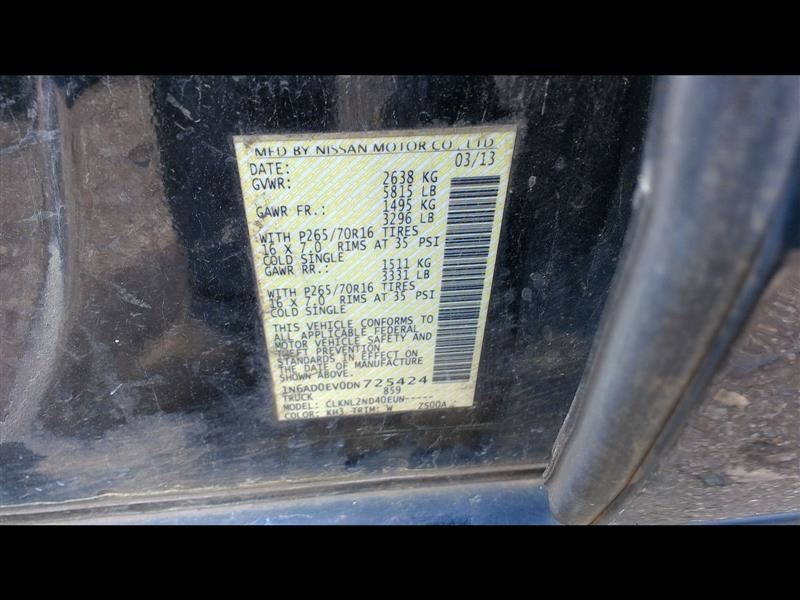 MFD BY NISSAN MOTOR CO., LTD.
DATE: 03/13
GVWR: 2638 KG
5815 LB
GAWR FR.: 1495 KG
3296 LB
WITH P265/70R16 TIRES
16 X 7.0 RIMS AT 35 PSI
COLD SINGLE
GAWR RR.: 1511 KG
3331 LB
WITH P265/70R16 TIRES
16 X 7.0 RIMS AT 35 PSI
COLD SINGLE
THIS VEHICLE CONFORMS TO
ALL APPLICABLE FEDERAL
MOTOR VEHICLE SAFETY AND
THEFT PREVENTION
STANDARDS IN EFFECT ON
THE DATE OF MANUFACTURE
SHOWN ABOVE.
1N6AD0EV0DN725424
TRUCK 859
MODEL: CLKNL2ND40EUN-----
COLOR: KH3 TRIM: W ZS00A